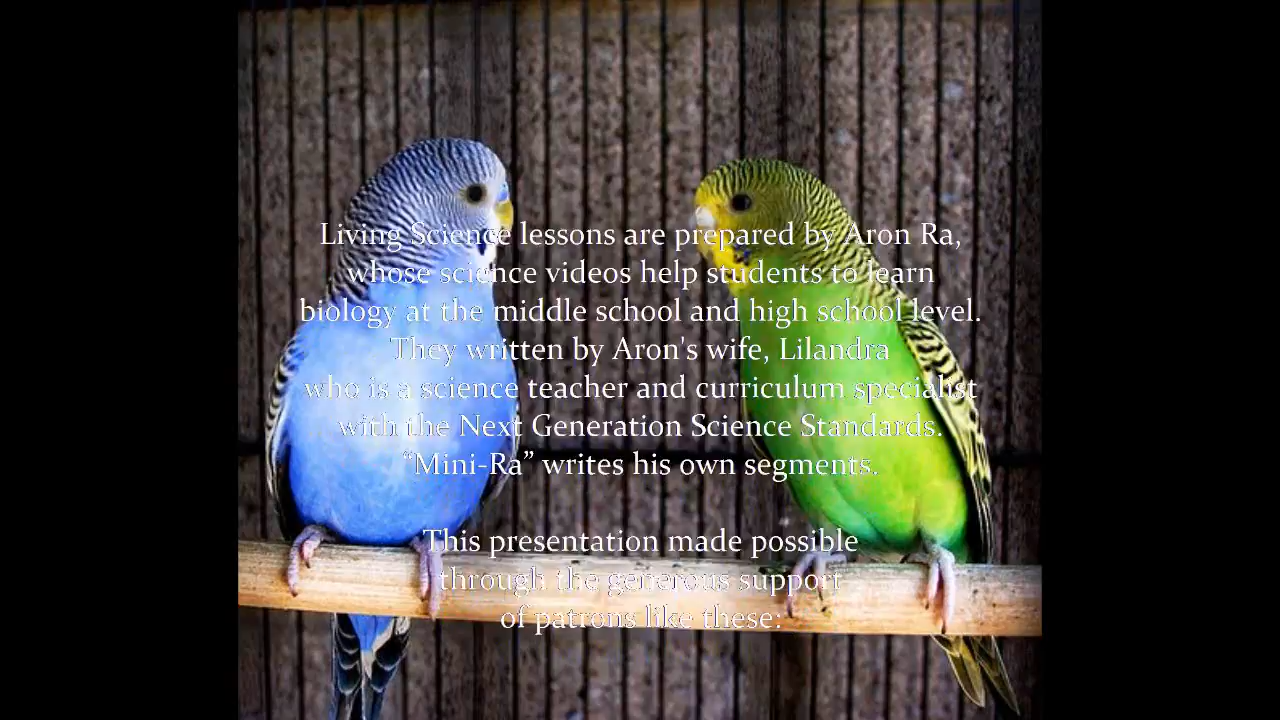 Living Science lessons are prepared by Aron Ra,
whose science videos help students to learn
biology at the middle school and high school level.
They written by Aron's wife, Lilandra
who is a science teacher and curriculum specialist
with the Next Generation Science Standards.
“Mini-Ra” writes his own segments.
This presentation made possible
through the generous support
of patrons like these: